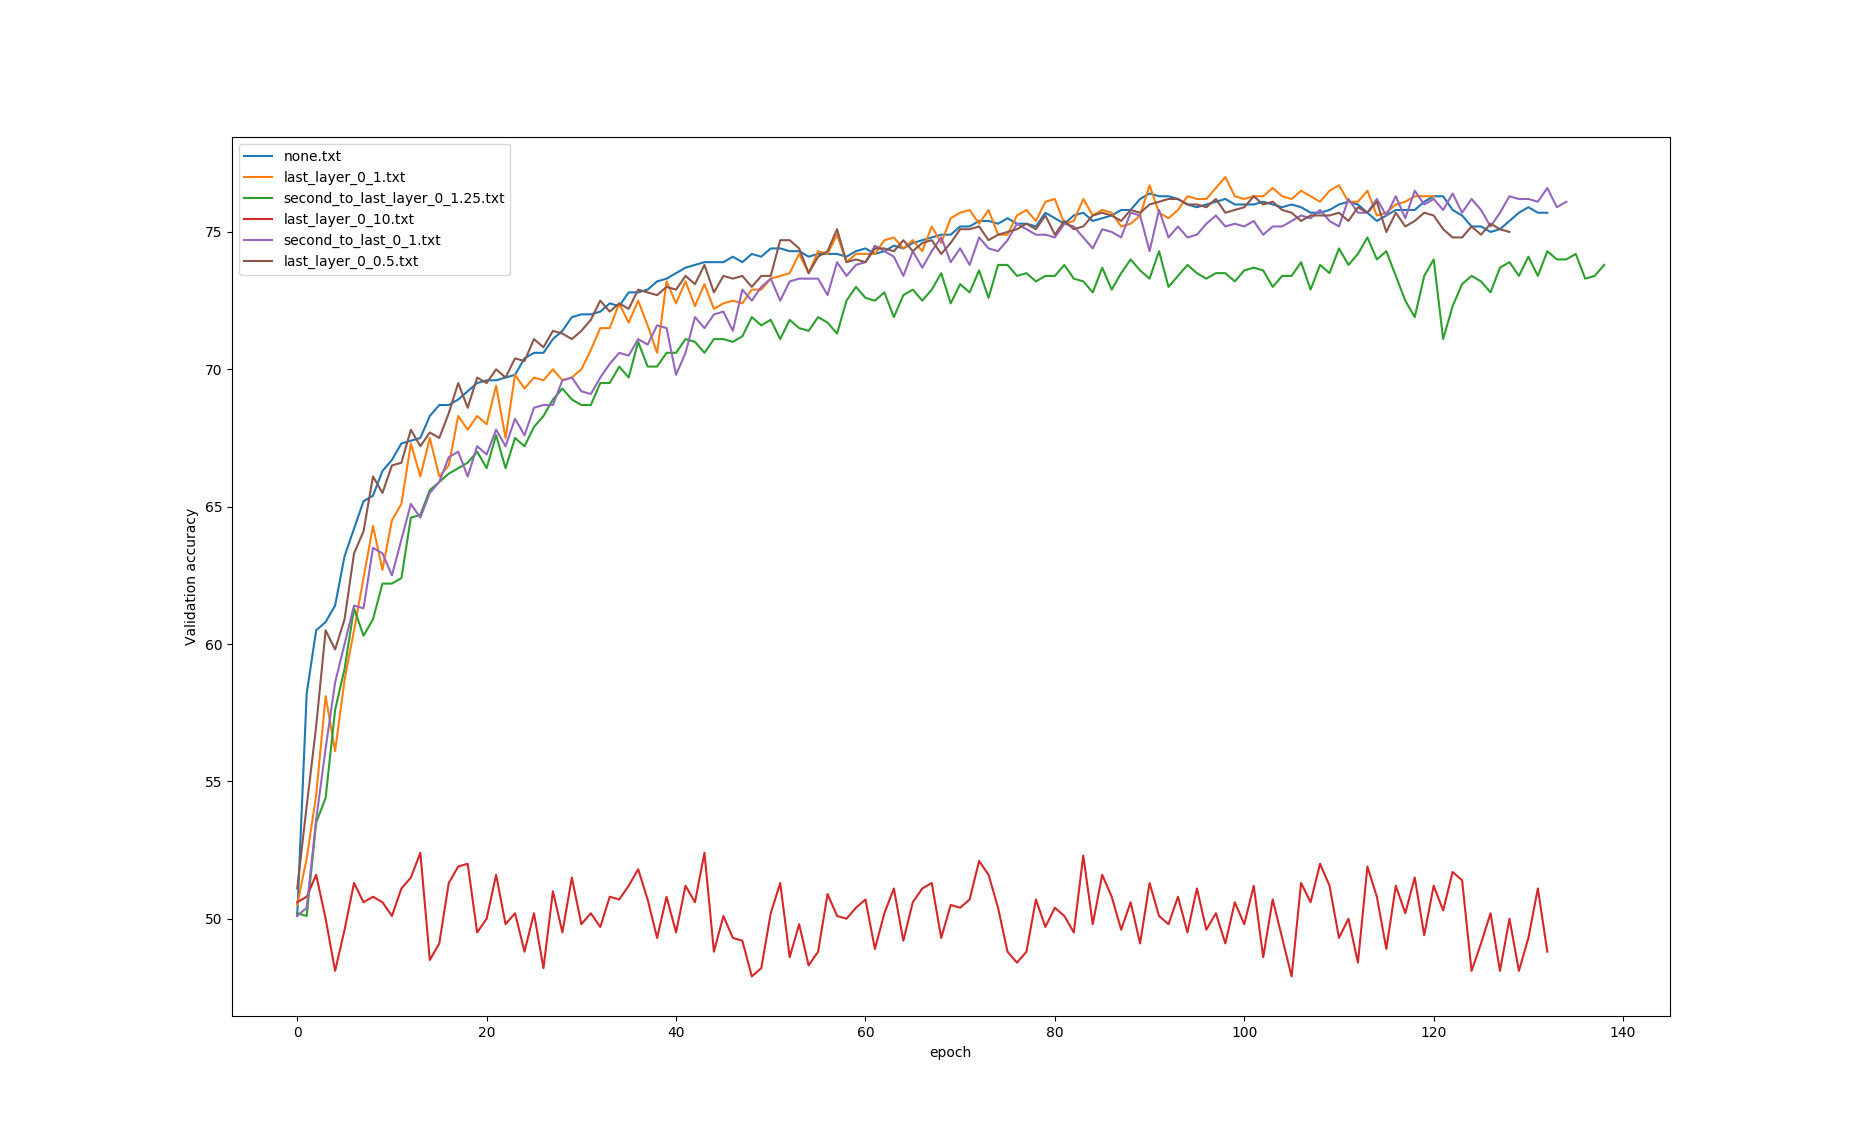 none.txt
last_layer_0_1.txt
second_to_last_layer_0_1.25.txt
last_layer_0_10.txt
second_to_last_0_1.txt
last_layer_0_0.5.txt
75
70
65
60
55
50
Validation accuracy
0 20 40 60 80 100 120 140
epoch